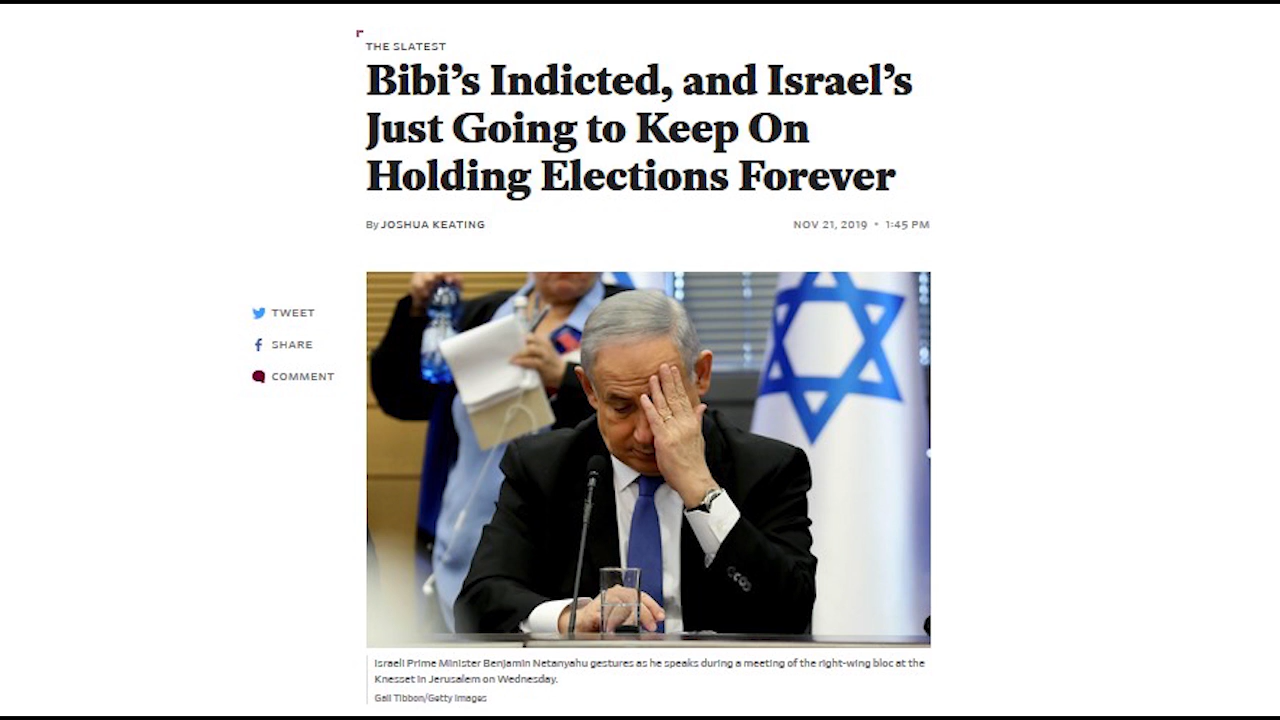 THE SLATEST
Bibi’s Indicted, and Israel’s
Just Going to Keep On
Holding Elections Forever
By JOSHUA KEATING
NOV 21, 2019 • 1:45 PM
TWEET
SHARE
COMMENT
Israeli Prime Minister Benjamin Netanyahu gestures as he speaks during a meeting of the right-wing bloc at the
Knesset in Jerusalem on Wednesday.
Gali Tibbon/Getty Images